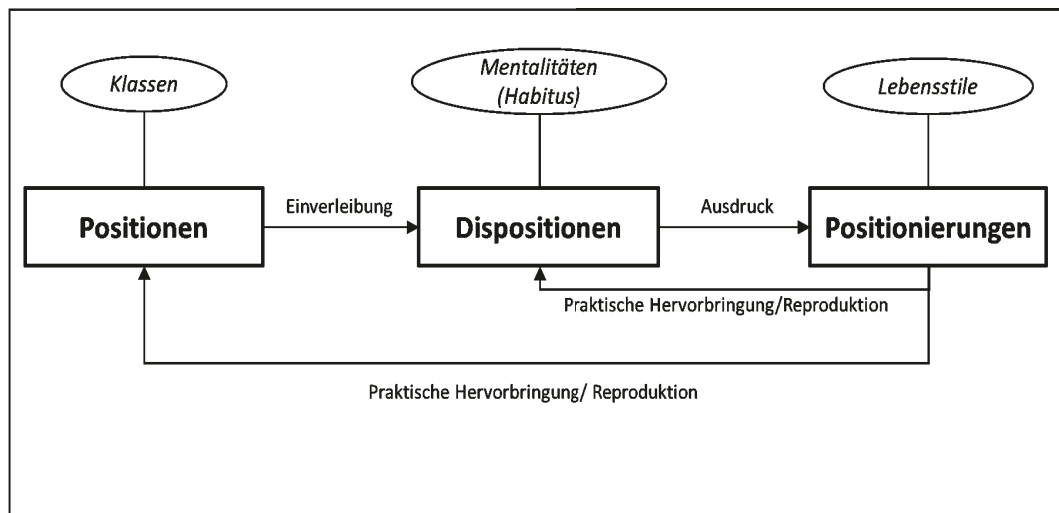 Klassen
Mentalitäten
(Habitus)
Lebensstile
Positionen
Einverleibung
Dispositionen
Ausdruck
Positionierungen
Praktische Hervorbringung/Reproduktion
Praktische Hervorbringung/ Reproduktion